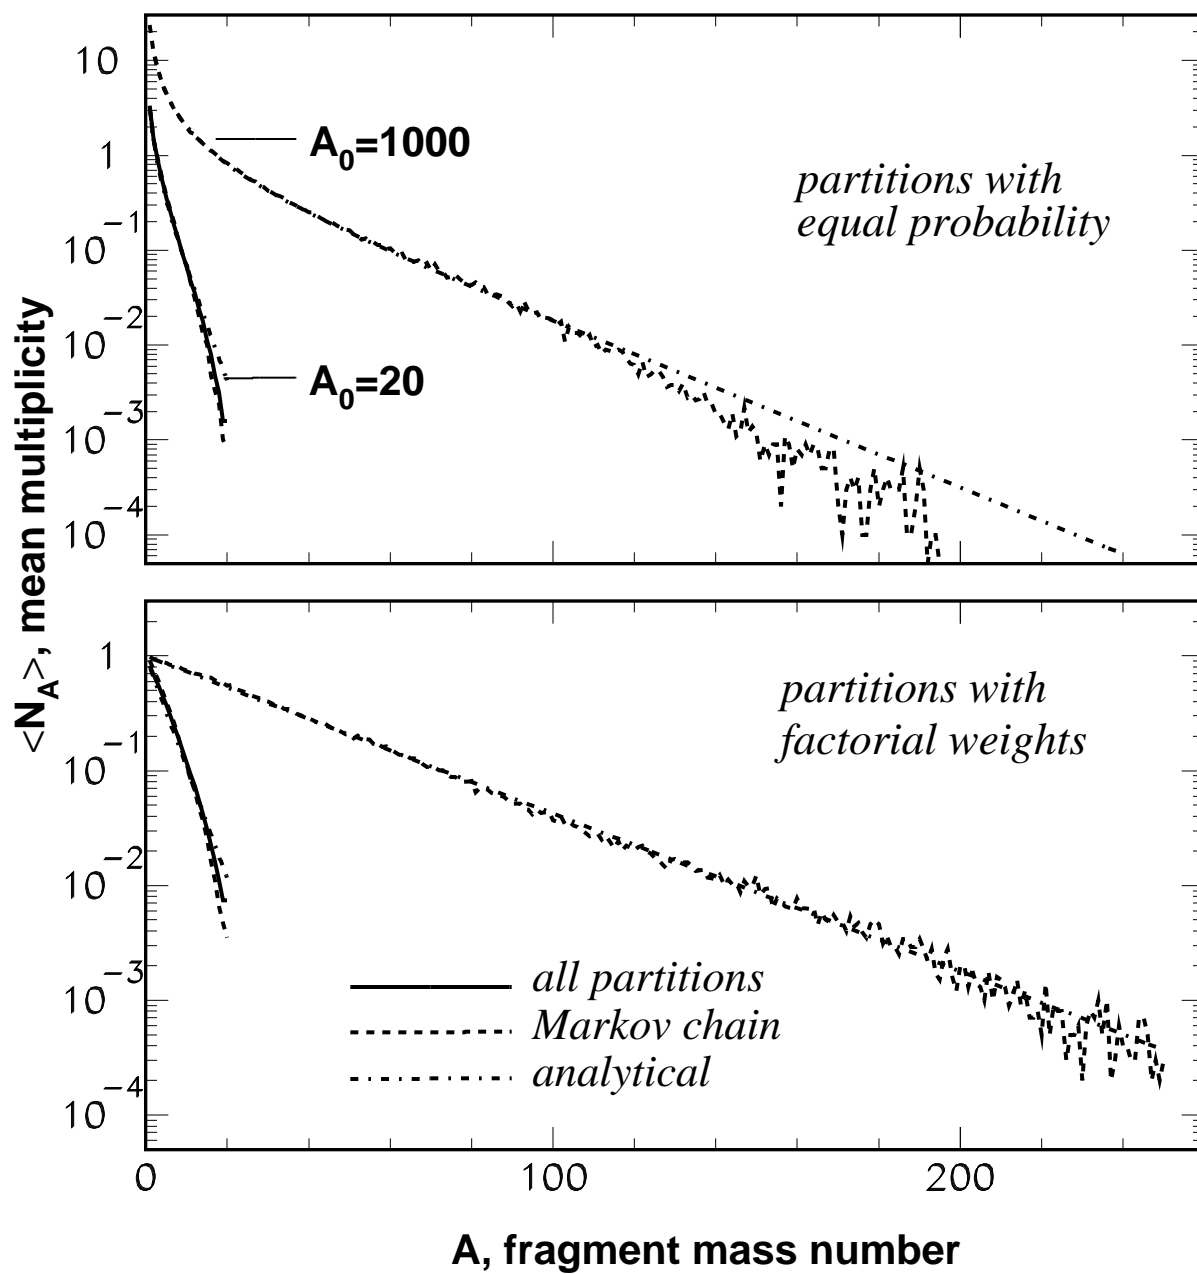 10
1
10⁻¹
10⁻²
10⁻³
10⁻⁴
A₀=1000
A₀=20
partitions with
equal probability
<N_A>, mean multiplicity
1
10⁻¹
10⁻²
10⁻³
10⁻⁴
partitions with
factorial weights
all partitions
Markov chain
analytical
0 100 200
A, fragment mass number